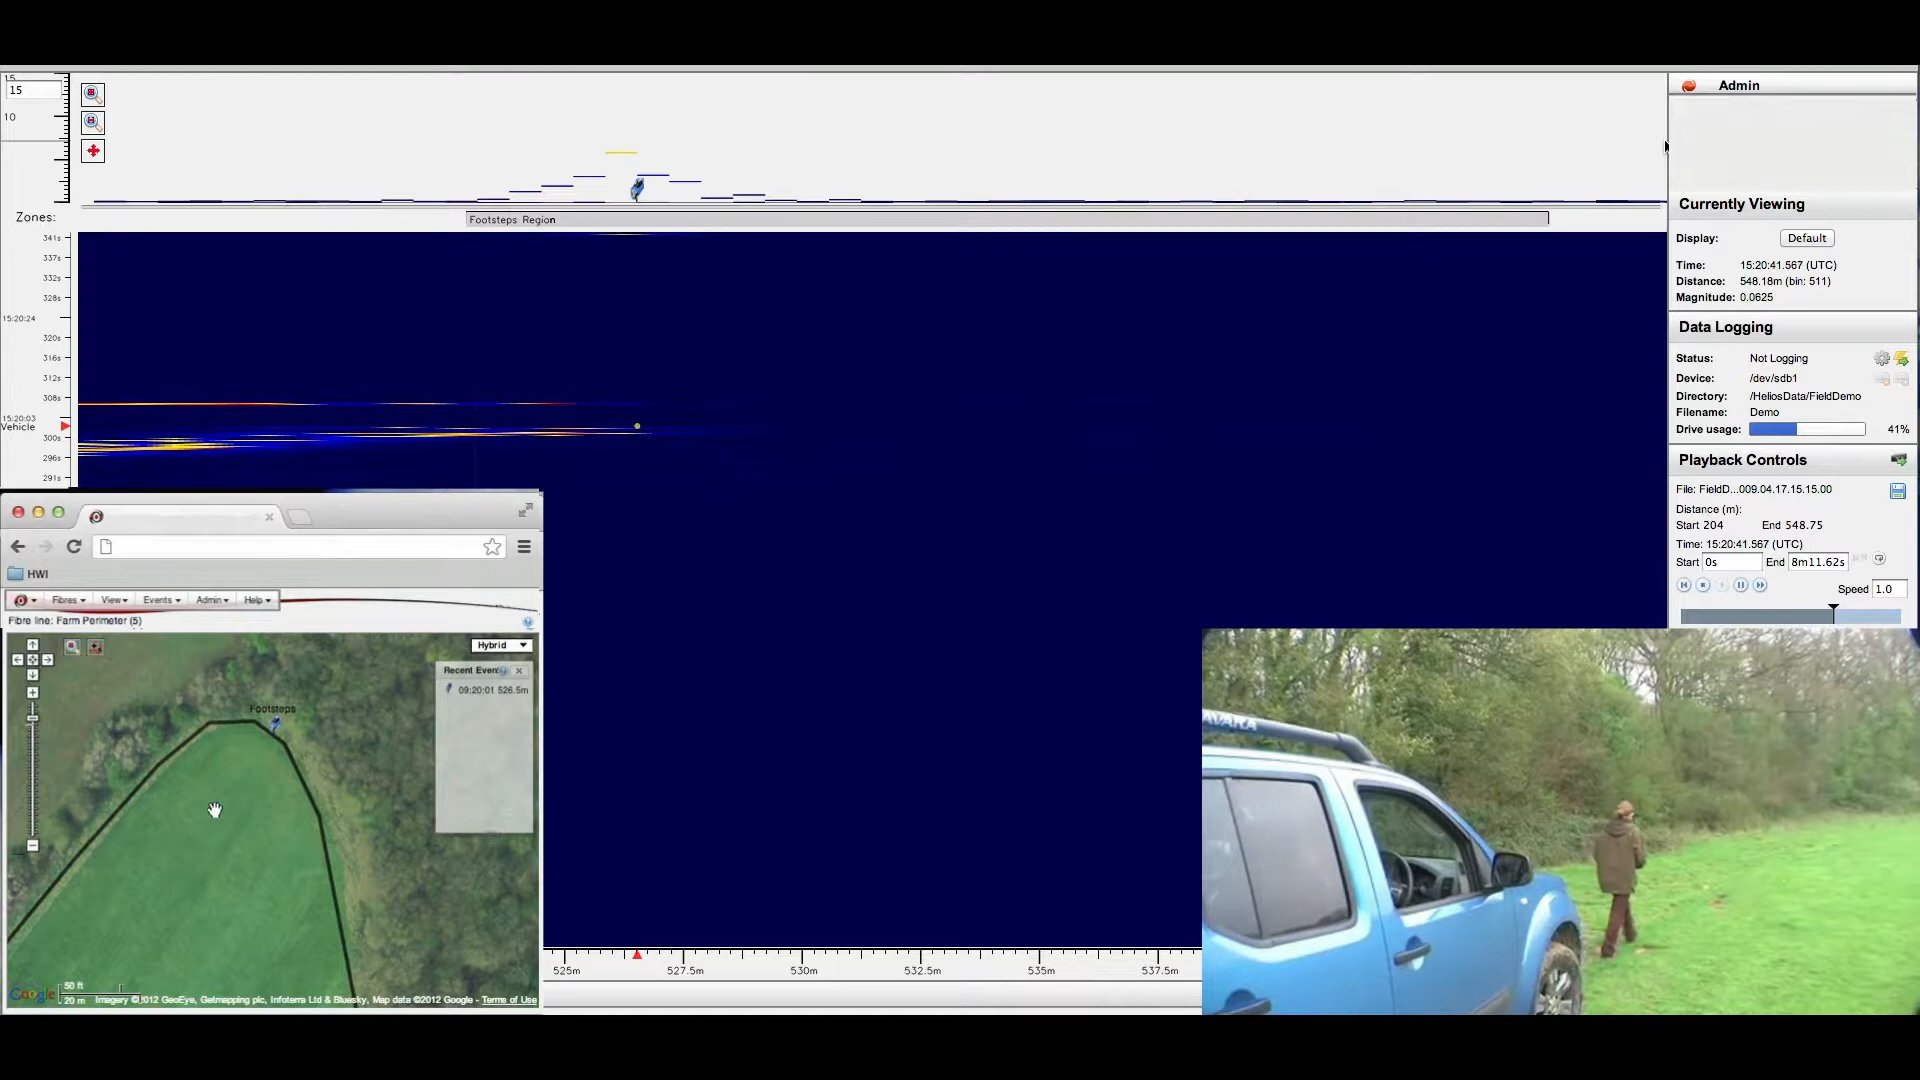 15
15
10
Zones:
Footsteps Region
341s
337s
332s
328s
15:20:24
320s
316s
312s
308s
15:20:03
Vehicle
300s
296s
291s
Admin
Currently Viewing
Display: Default
Time: 15:20:41.567 (UTC)
Distance: 548.18m (bin: 511)
Magnitude: 0.0625
Data Logging
Status: Not Logging
Device: /dev/sdb1
Directory: /HeliosData/FieldDemo
Filename: Demo
Drive usage: 41%
Playback Controls
File: FieldD...009.04.17.15.15.00
Distance (m):
Start 204 End 548.75
Time: 15:20:41.567 (UTC)
Start 0s End 8m11.62s
Speed 1.0
HWI
Fibres View Events Admin Help
Fibre line: Farm Perimeter (5)
Hybrid
Recent Even
09:20:01 526.5m
Footsteps
50 ft
20 m
Google
Imagery ©2012 GeoEye, Getmapping plc, Infoterra Ltd & Bluesky, Map data ©2012 Google - Terms of Use
525m 527.5m 530m 532.5m 535m 537.5m